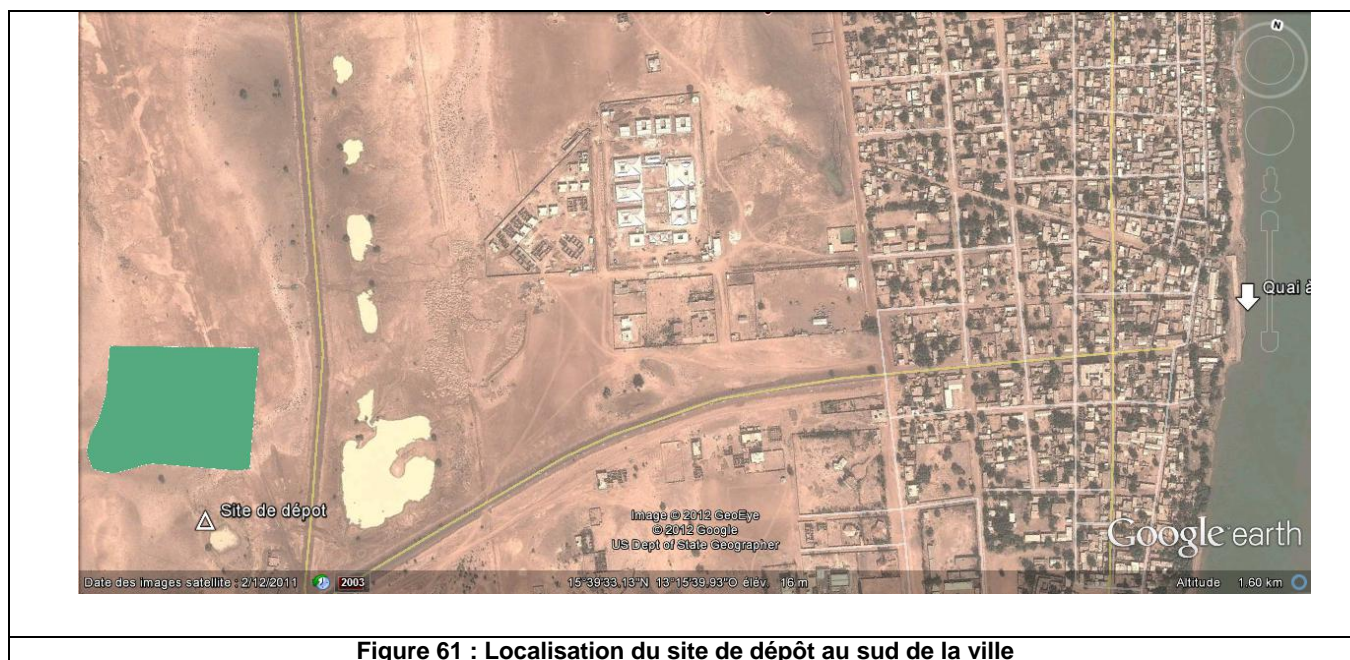 N
Quai à
Site de dépot
Image © 2012 GeoEye
© 2012 Google
US Dept of State Geographer
Google earth
Date des images satellite : 2/12/2011
2003
15°39'33.13"N 13°15'39.93"O élév. 16 m
Altitude 1.60 km
Figure 61 : Localisation du site de dépôt au sud de la ville